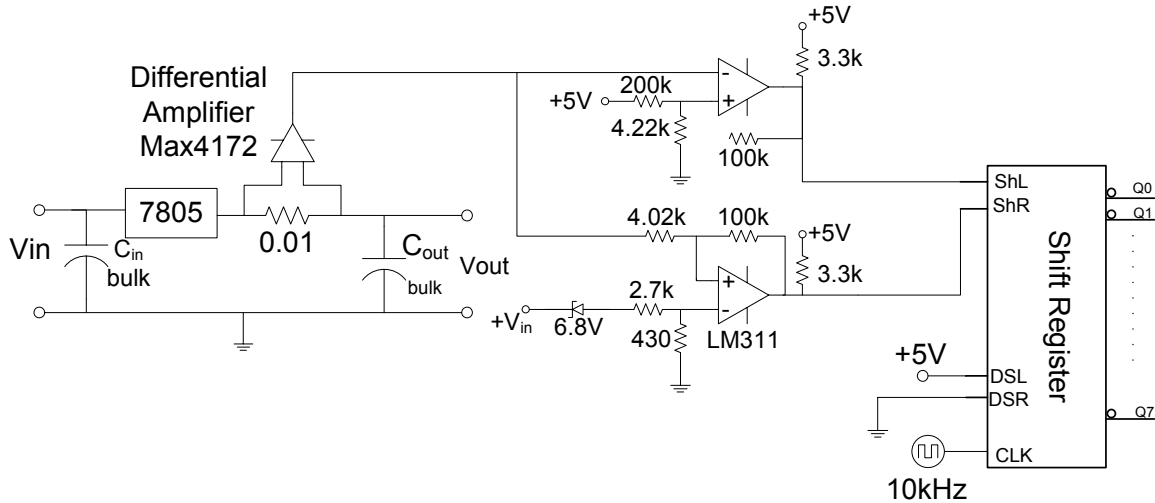 Differential
Amplifier
Max4172
7805
0.01
Vin
Cin
bulk
Cout
bulk
Vout
+5V
200k
4.22k
-
+
+5V
3.3k
100k
4.02k
100k
+5V
3.3k
+Vin
6.8V
2.7k
430
+
-
LM311
ShL
ShR
Shift Register
Q0
Q1
Q7
+5V
DSL
DSR
CLK
10kHz